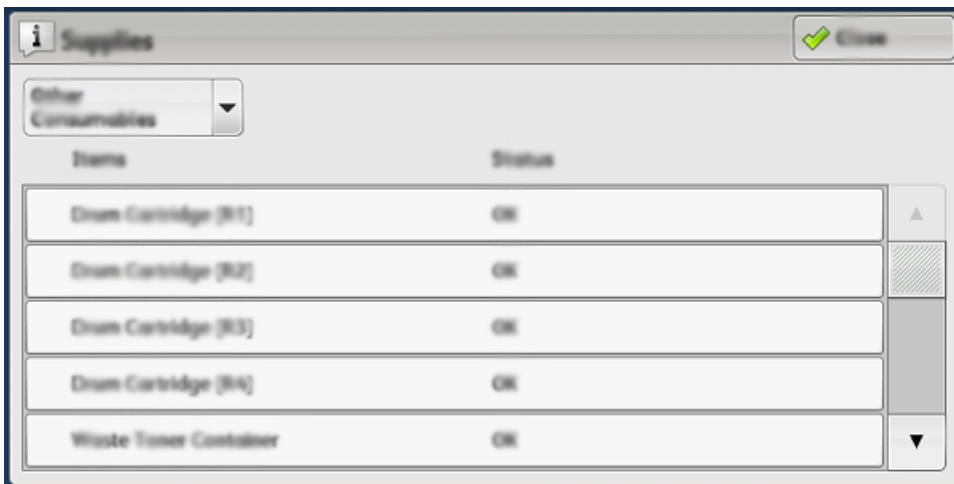 Supplies
Close
Other
Consumables
Items Status
Drum Cartridge [R1] OK
Drum Cartridge [R2] OK
Drum Cartridge [R3] OK
Drum Cartridge [R4] OK
Waste Toner Container OK